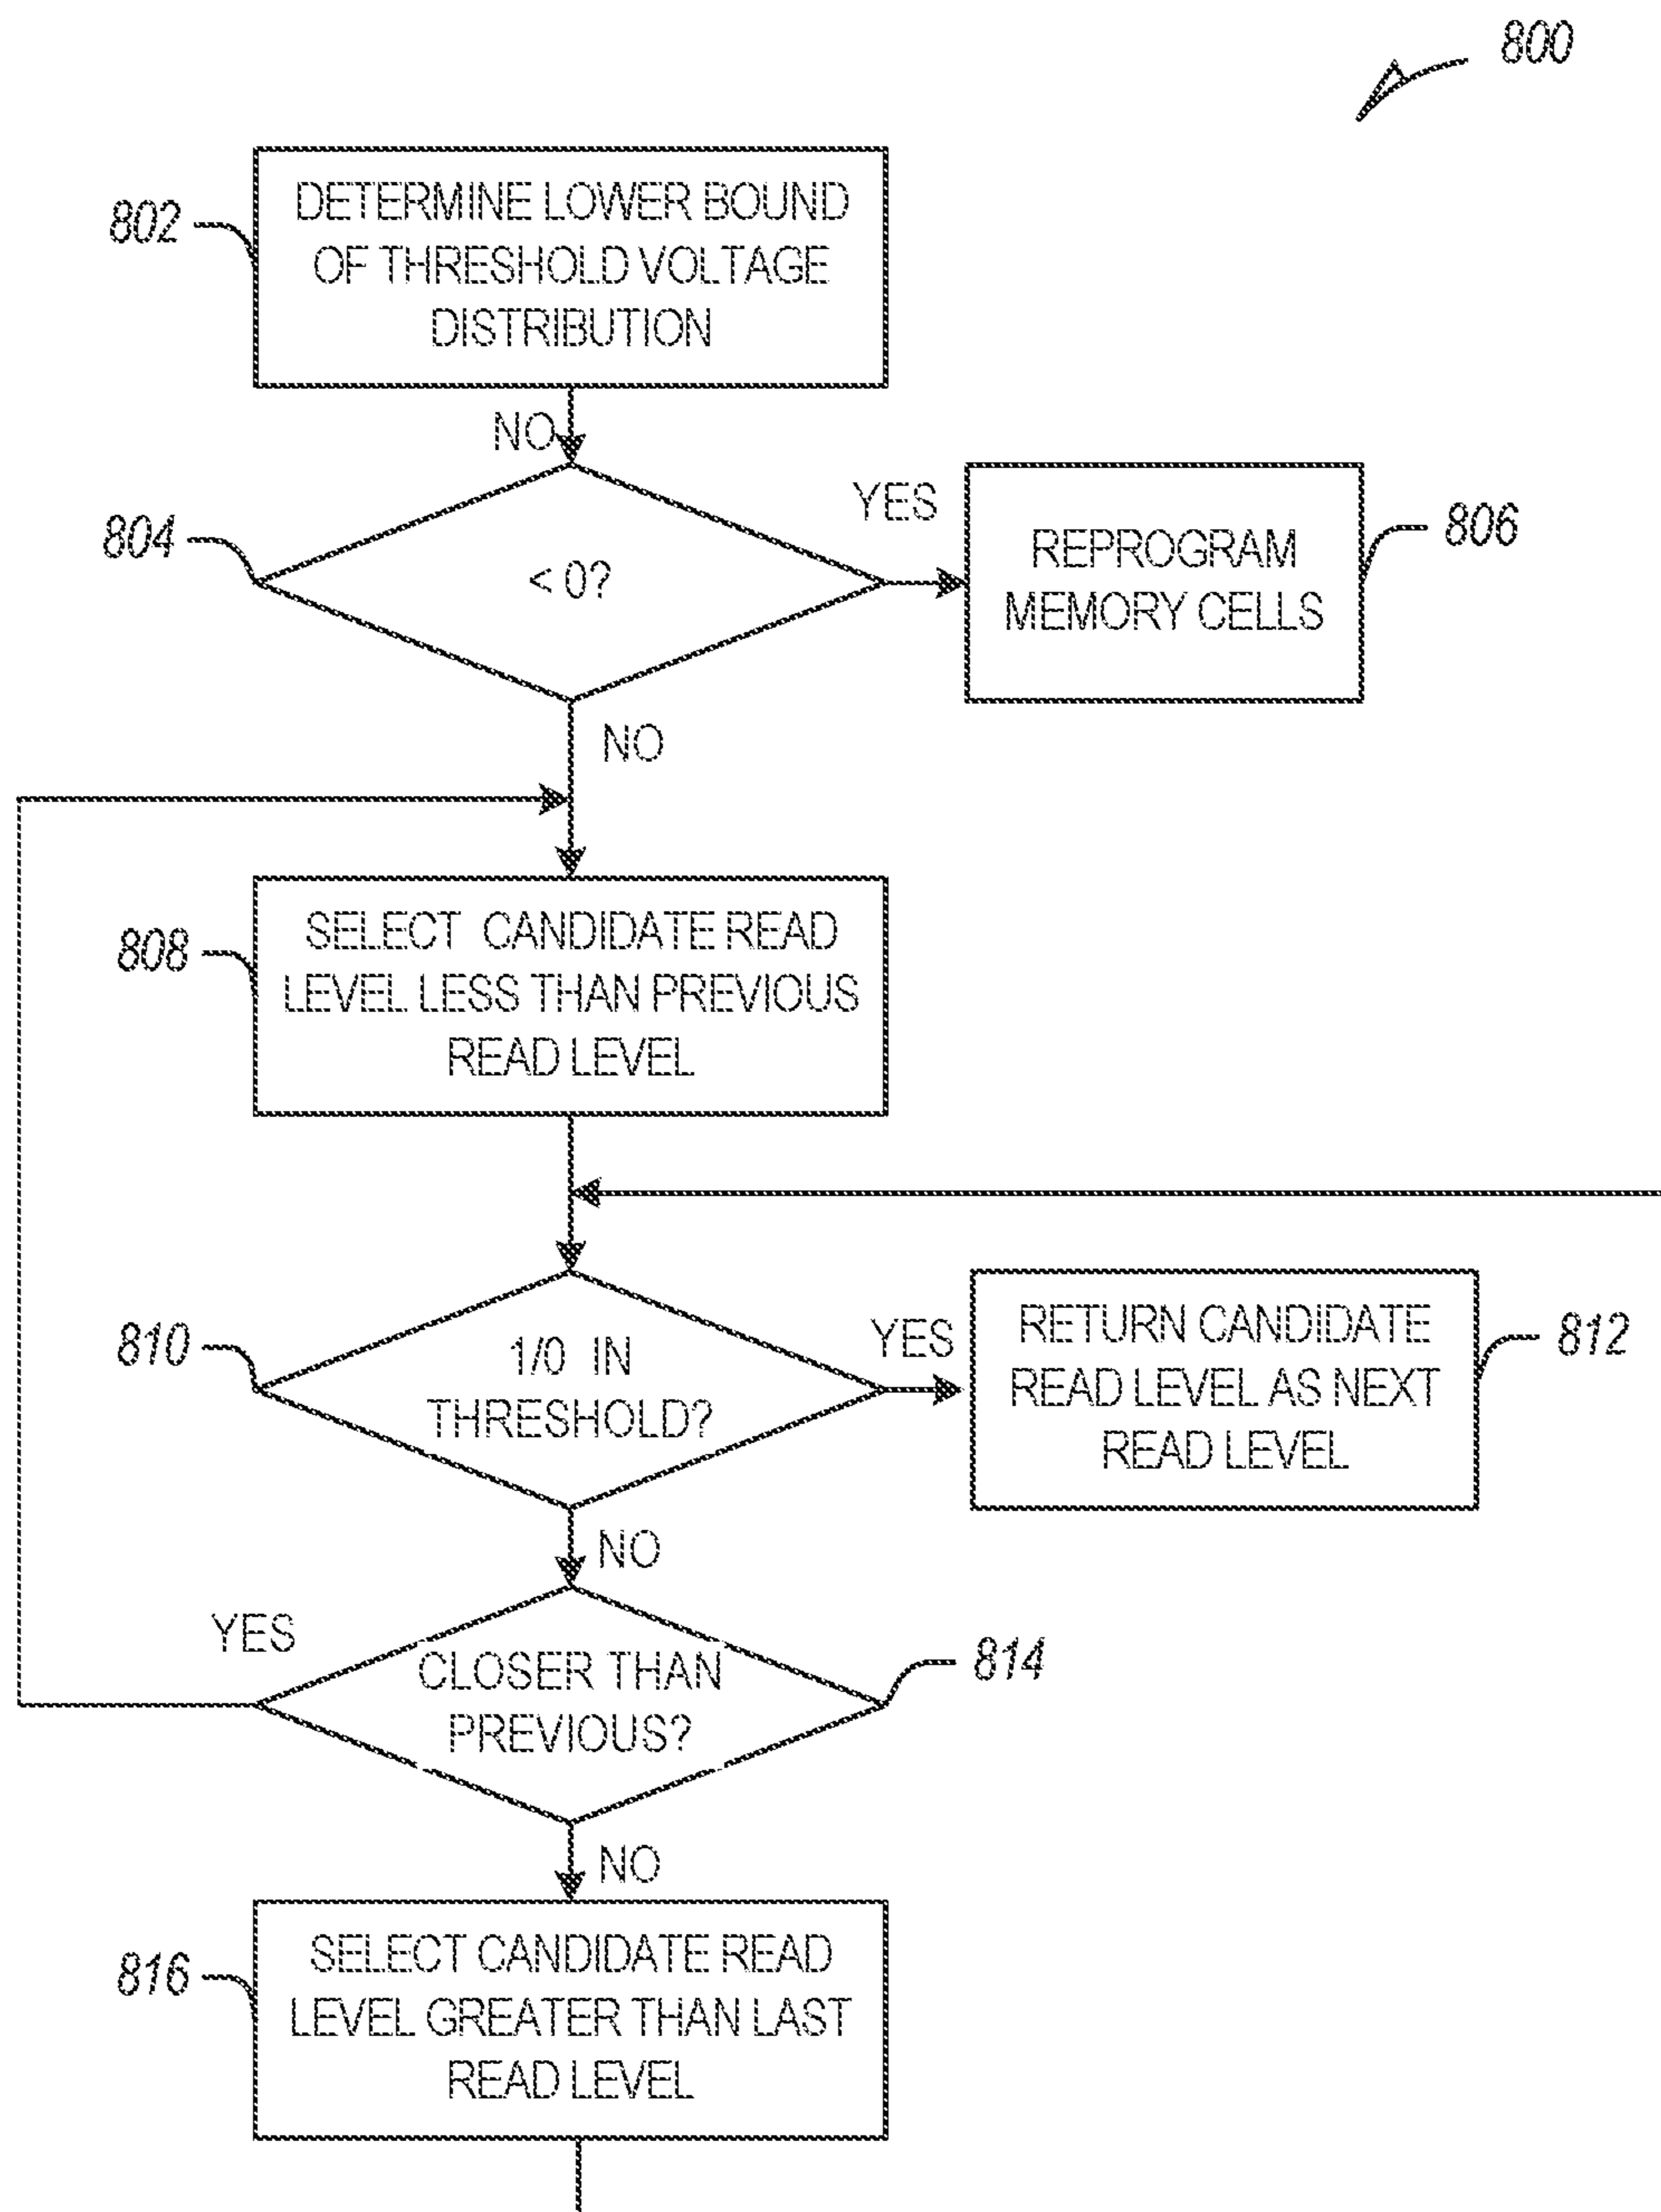 800
802
DETERMINE LOWER BOUND
OF THRESHOLD VOLTAGE
DISTRIBUTION
NO
804
< 0?
YES
REPROGRAM
MEMORY CELLS
806
NO
808
SELECT CANDIDATE READ
LEVEL LESS THAN PREVIOUS
READ LEVEL
810
1/0 IN
THRESHOLD?
YES
RETURN CANDIDATE
READ LEVEL AS NEXT
READ LEVEL
812
NO
YES
CLOSER THAN
PREVIOUS?
814
NO
816
SELECT CANDIDATE READ
LEVEL GREATER THAN LAST
READ LEVEL